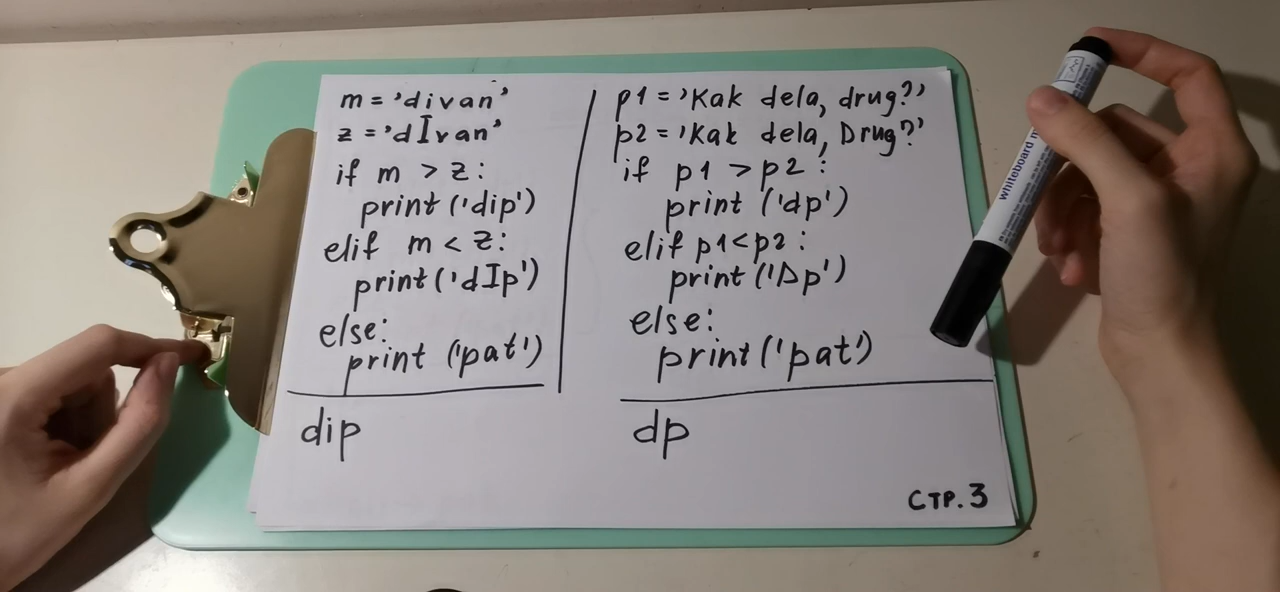 m = 'divan'
z = 'dIvan'
if m > z:
print ('dip')
elif m < z:
print ('dIp')
else:
print ('pat')
dip
p1 = 'Kak dela, drug?'
p2 = 'Kak dela, Drug?'
if p1 > p2 :
print ('dp')
elif p1 < p2 :
print ('Dp')
else:
print ('pat')
dp
СТР. 3
whiteboard